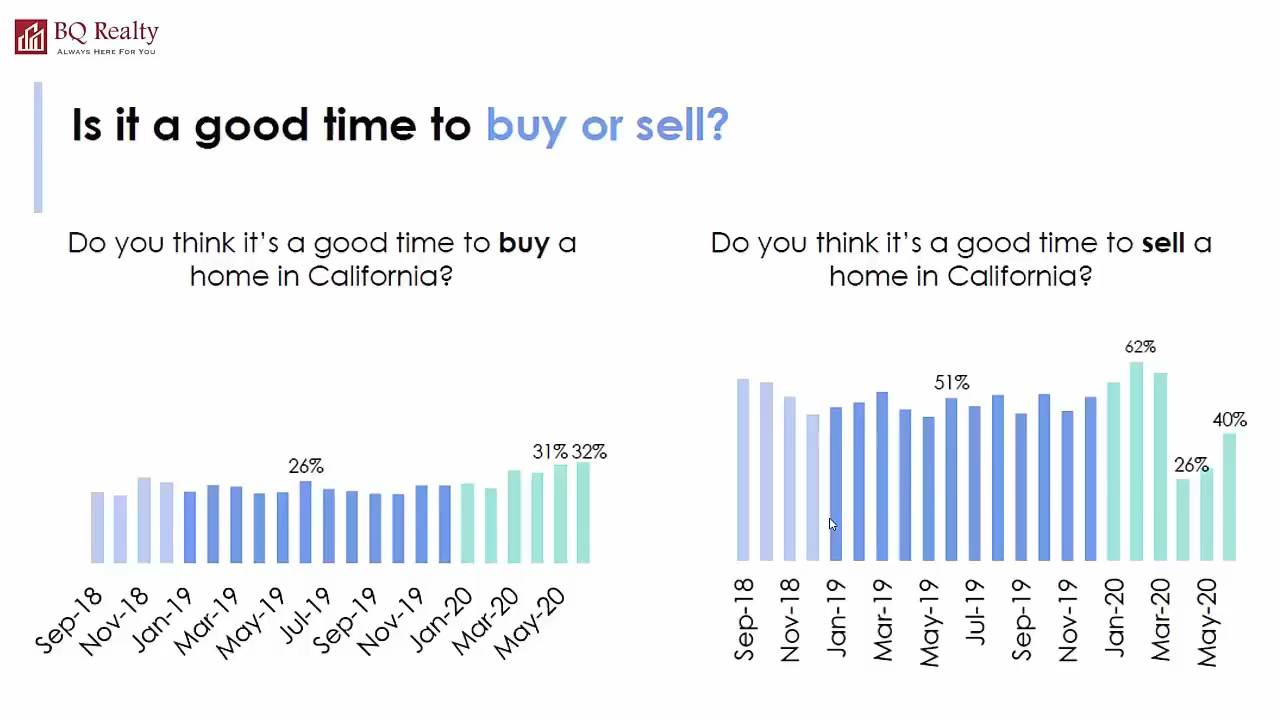 BQ Realty
ALWAYS HERE FOR YOU
Is it a good time to buy or sell?
Do you think it's a good time to buy a
home in California?
26%
31% 32%
Sep-18
Nov-18
Jan-19
Mar-19
May-19
Jul-19
Sep-19
Nov-19
Jan-20
Mar-20
May-20
Do you think it's a good time to sell a
home in California?
62%
51%
40%
26%
Sep-18
Nov-18
Jan-19
Mar-19
May-19
Jul-19
Sep-19
Nov-19
Jan-20
Mar-20
May-20